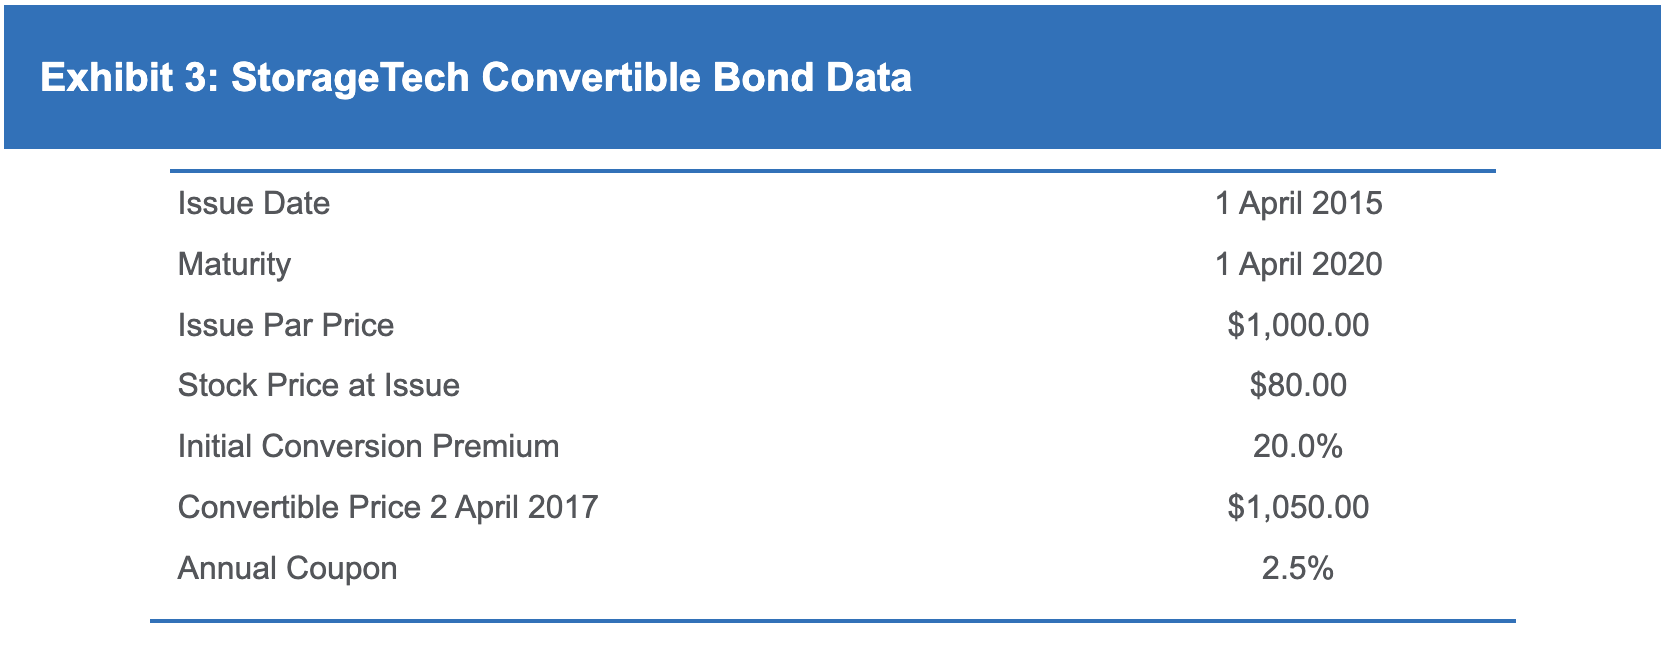 Exhibit 3: StorageTech Convertible Bond Data
Issue Date 1 April 2015
Maturity 1 April 2020
Issue Par Price $1,000.00
Stock Price at Issue $80.00
Initial Conversion Premium 20.0%
Convertible Price 2 April 2017 $1,050.00
Annual Coupon 2.5%